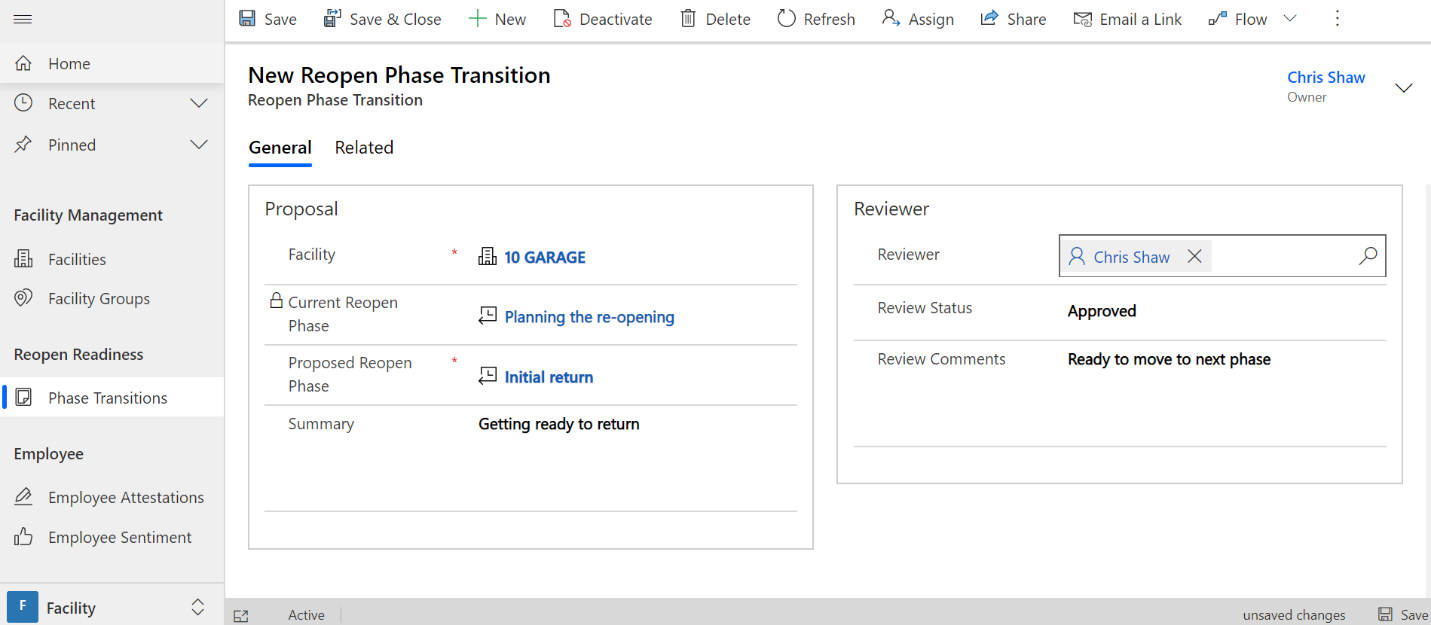 Save
Save & Close
New
Deactivate
Delete
Refresh
Assign
Share
Email a Link
Flow
Home
Recent
Pinned
Facility Management
Facilities
Facility Groups
Reopen Readiness
Phase Transitions
Employee
Employee Attestations
Employee Sentiment
F
Facility
New Reopen Phase Transition
Reopen Phase Transition
Chris Shaw
Owner
General
Related
Proposal
Facility *
10 GARAGE
Current Reopen
Phase
Planning the re-opening
Proposed Reopen *
Phase
Initial return
Summary
Getting ready to return
Reviewer
Reviewer
Chris Shaw
Review Status
Approved
Review Comments
Ready to move to next phase
Active
unsaved changes
Save